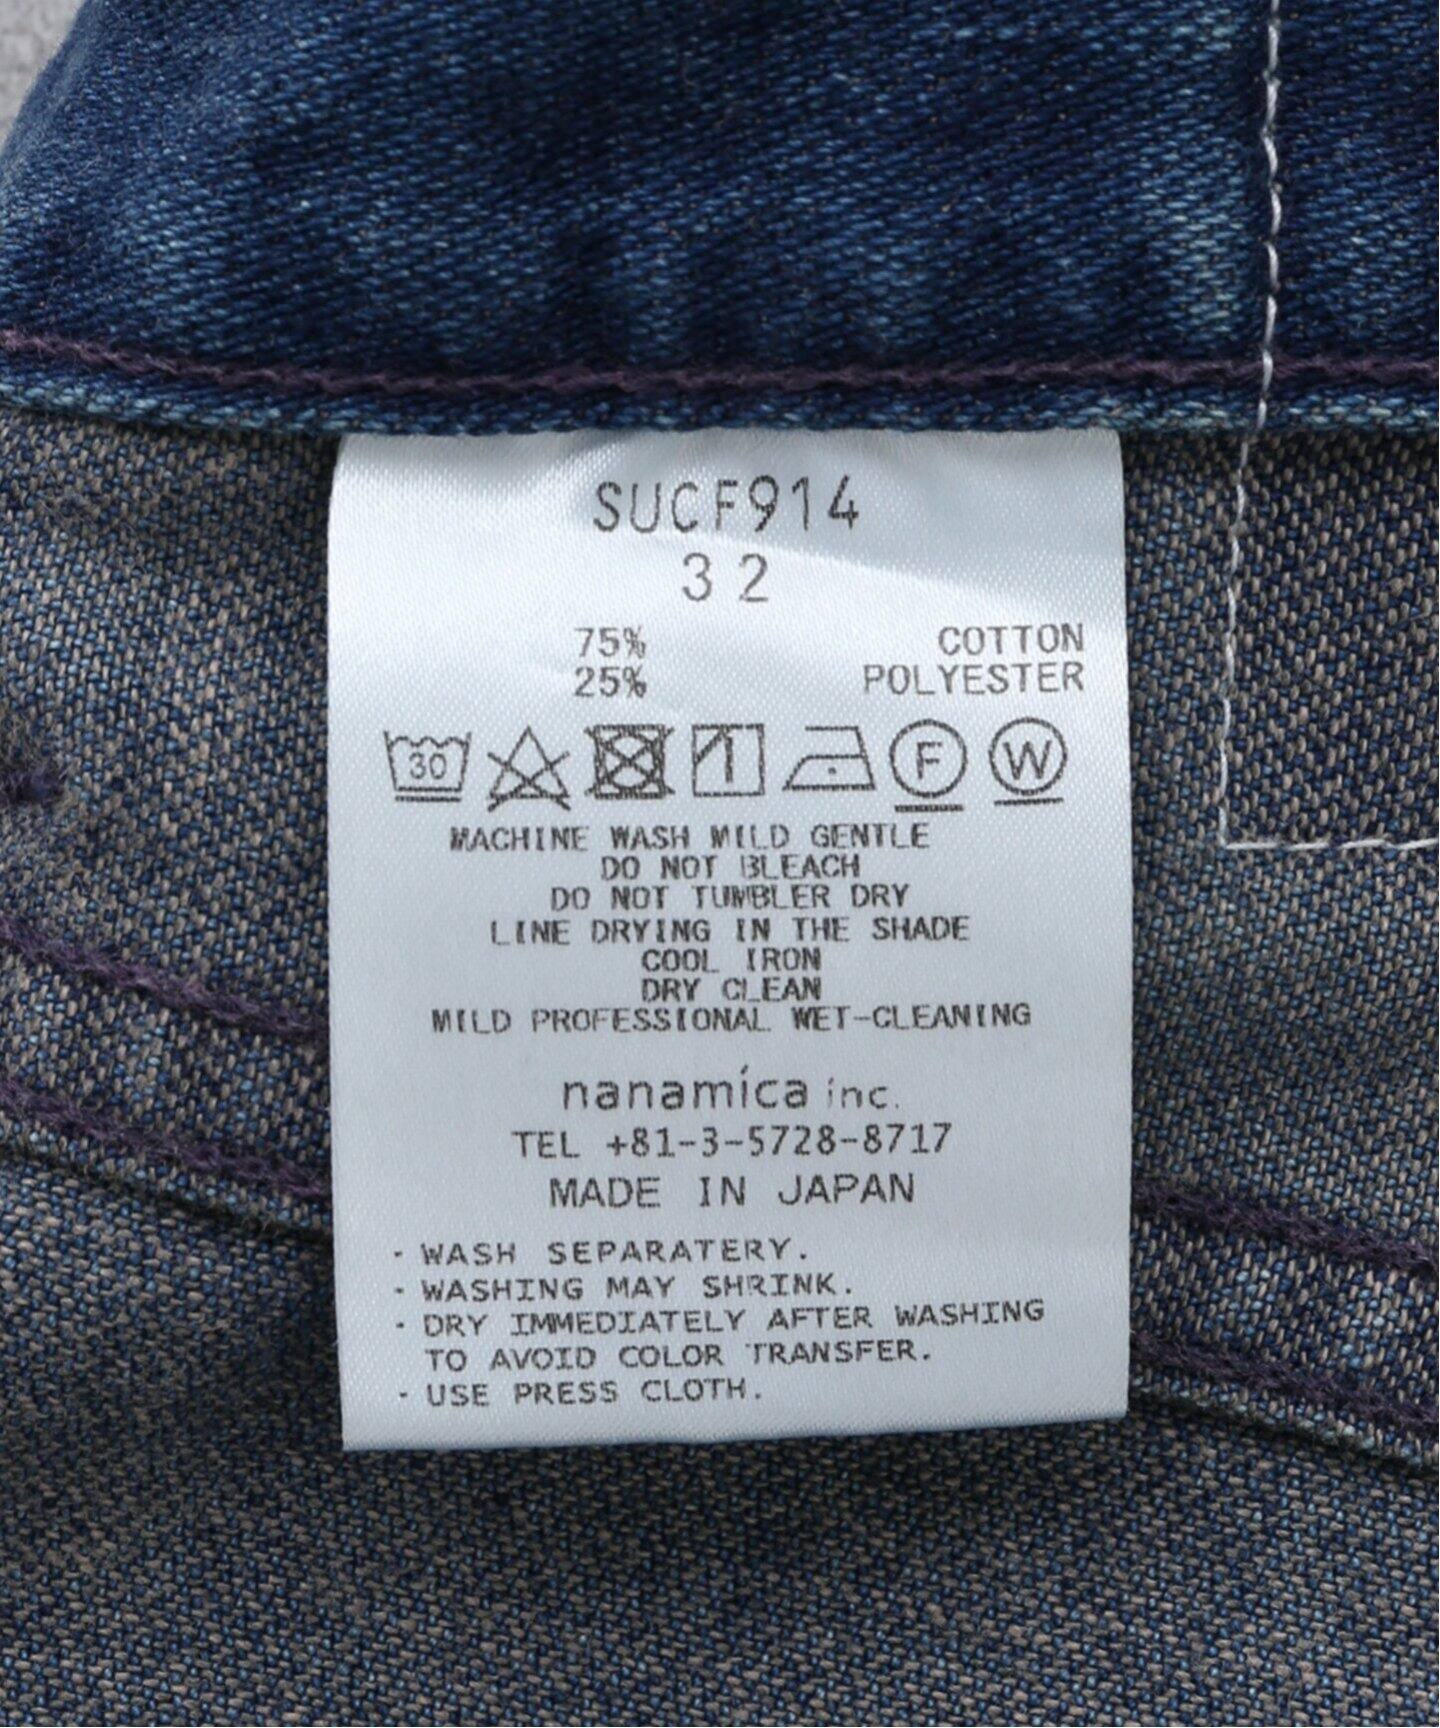 SUCF914
32
75% COTTON
25% POLYESTER
30 F W
MACHINE WASH MILD GENTLE
DO NOT BLEACH
DO NOT TUMBLER DRY
LINE DRYING IN THE SHADE
COOL IRON
DRY CLEAN
MILD PROFESSIONAL WET-CLEANING
nanamica inc.
TEL +81-3-5728-8717
MADE IN JAPAN
・WASH SEPARATERY.
・WASHING MAY SHRINK.
・DRY IMMEDIATELY AFTER WASHING
TO AVOID COLOR TRANSFER.
・USE PRESS CLOTH.